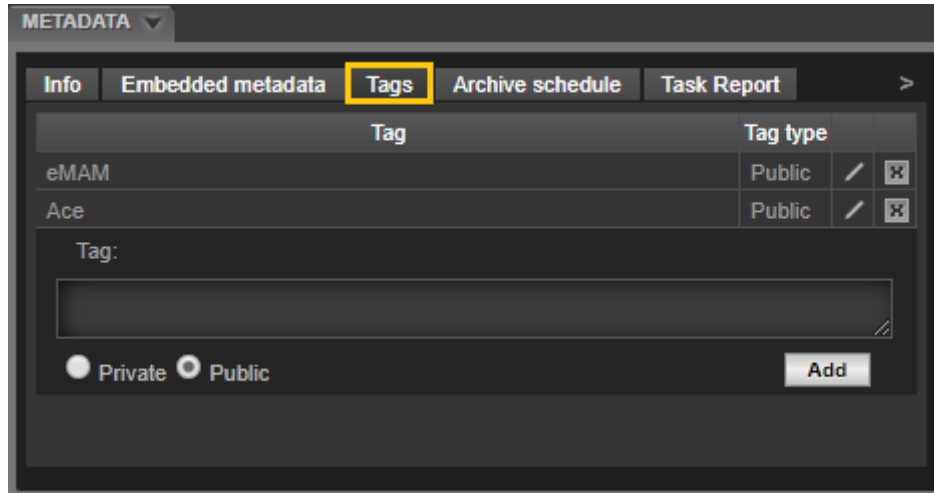 METADATA
Info Embedded metadata Tags Archive schedule Task Report >
Tag Tag type
eMAM Public
Ace Public
Tag:
Private Public Add